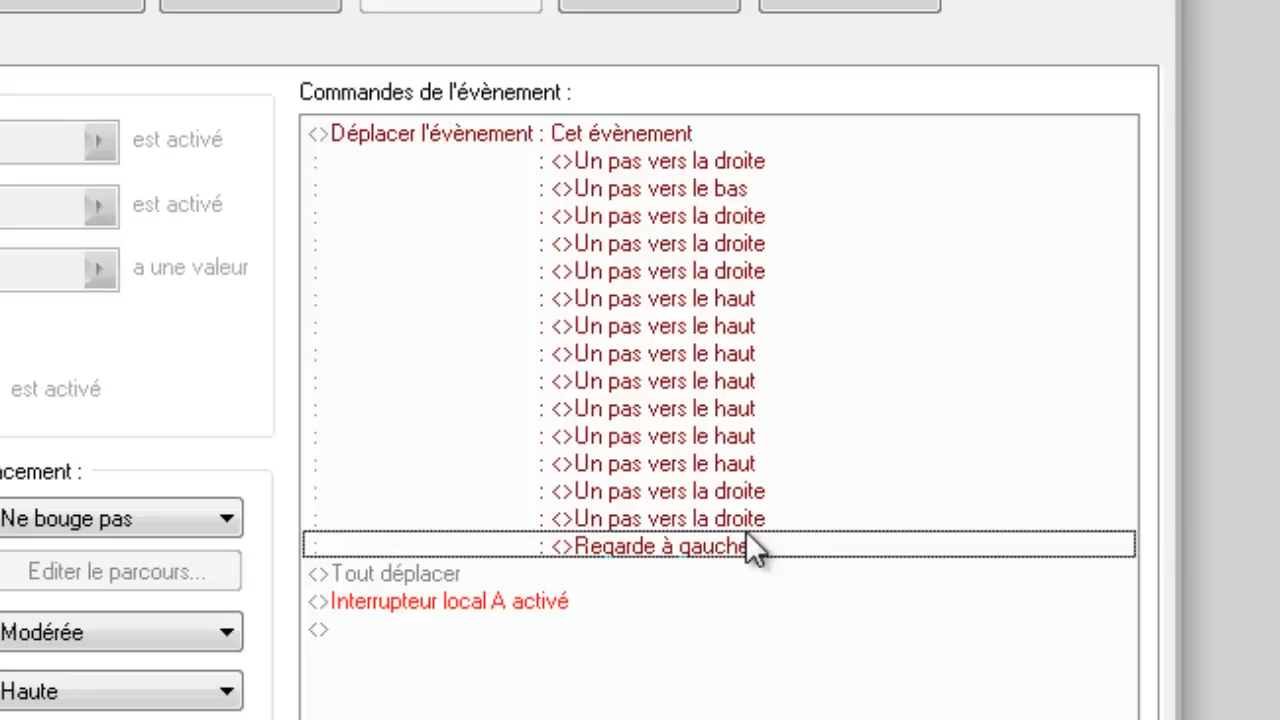 Commandes de l'évènement :
est activé
est activé
a une valeur
est activé
cement :
Ne bouge pas
Editer le parcours...
Modérée
Haute
<>Déplacer l'évènement : Cet évènement
: : <>Un pas vers la droite
: : <>Un pas vers le bas
: : <>Un pas vers la droite
: : <>Un pas vers la droite
: : <>Un pas vers la droite
: : <>Un pas vers le haut
: : <>Un pas vers le haut
: : <>Un pas vers le haut
: : <>Un pas vers le haut
: : <>Un pas vers le haut
: : <>Un pas vers le haut
: : <>Un pas vers le haut
: : <>Un pas vers la droite
: : <>Un pas vers la droite
: : <>Regarde à gauche
<>Tout déplacer
<>Interrupteur local A activé
<>